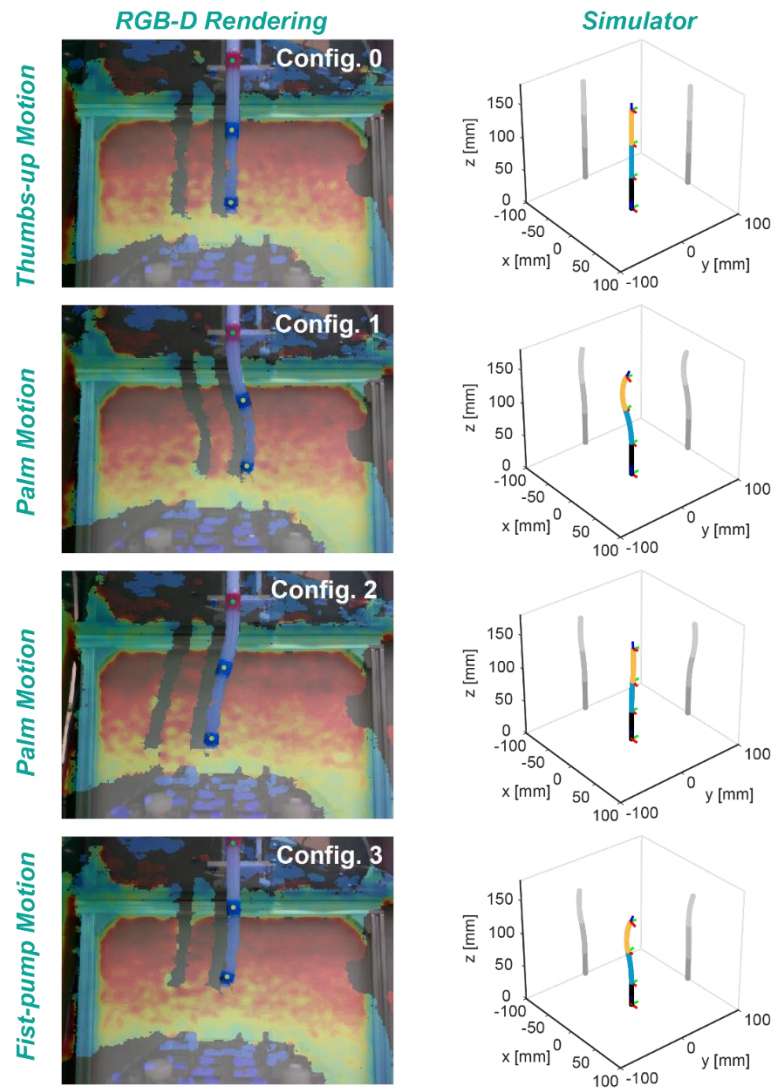 RGB-D Rendering
Simulator
Thumbs-up Motion
Config. 0
z [mm]
150
100
50
0
-100
-50
0
50
100
x [mm]
-100
0
100
y [mm]
Palm Motion
Config. 1
z [mm]
150
100
50
0
-100
-50
0
50
100
x [mm]
-100
0
100
y [mm]
Palm Motion
Config. 2
z [mm]
150
100
50
0
-100
-50
0
50
100
x [mm]
-100
0
100
y [mm]
Fist-pump Motion
Config. 3
z [mm]
150
100
50
0
-100
-50
0
50
100
x [mm]
-100
0
100
y [mm]